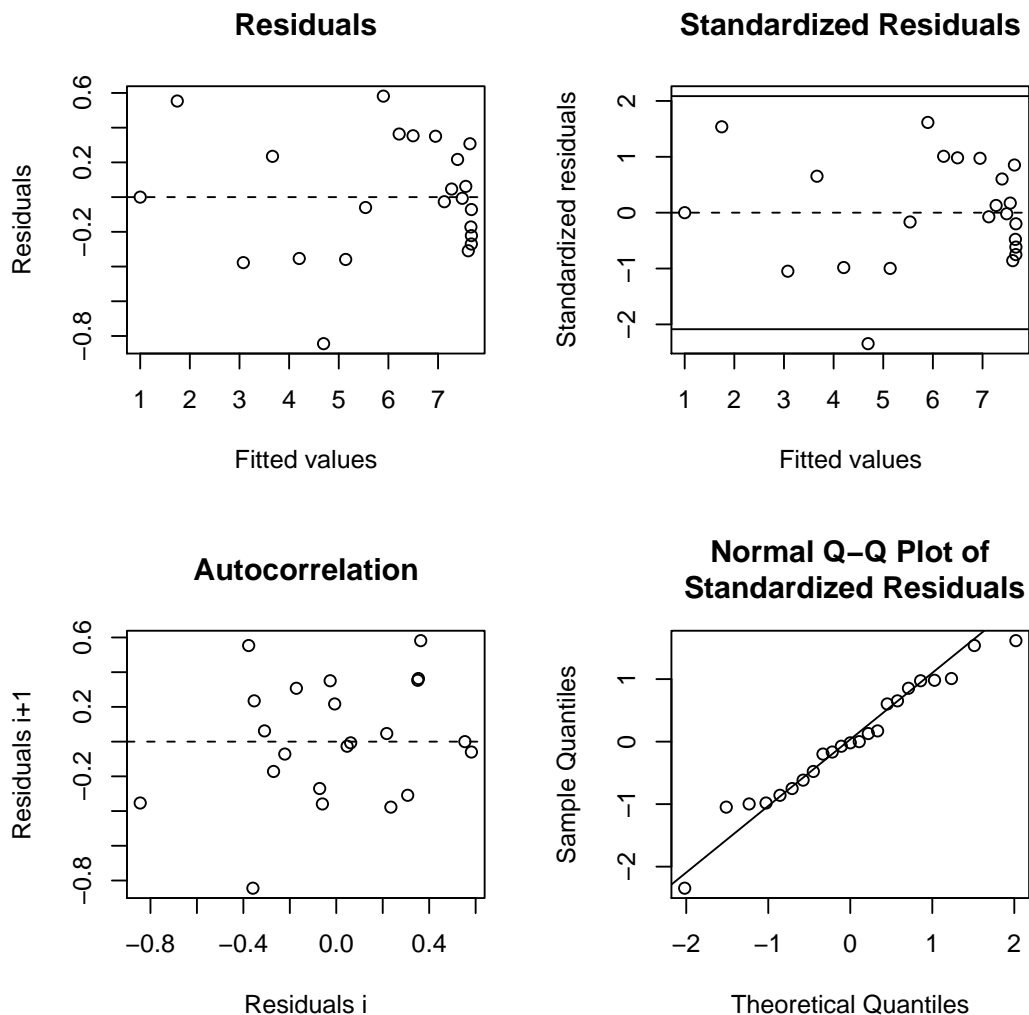 Residuals
Residuals
0.6
0.2
−0.2
−0.8
1 2 3 4 5 6 7
Fitted values
Standardized Residuals
Standardized residuals
2
1
0
−1
−2
1 2 3 4 5 6 7
Fitted values
Autocorrelation
Residuals i+1
0.6
0.2
−0.2
−0.8
−0.8 −0.4 0.0 0.4
Residuals i
Normal Q−Q Plot of
Standardized Residuals
Sample Quantiles
1
0
−1
−2
−2 −1 0 1 2
Theoretical Quantiles